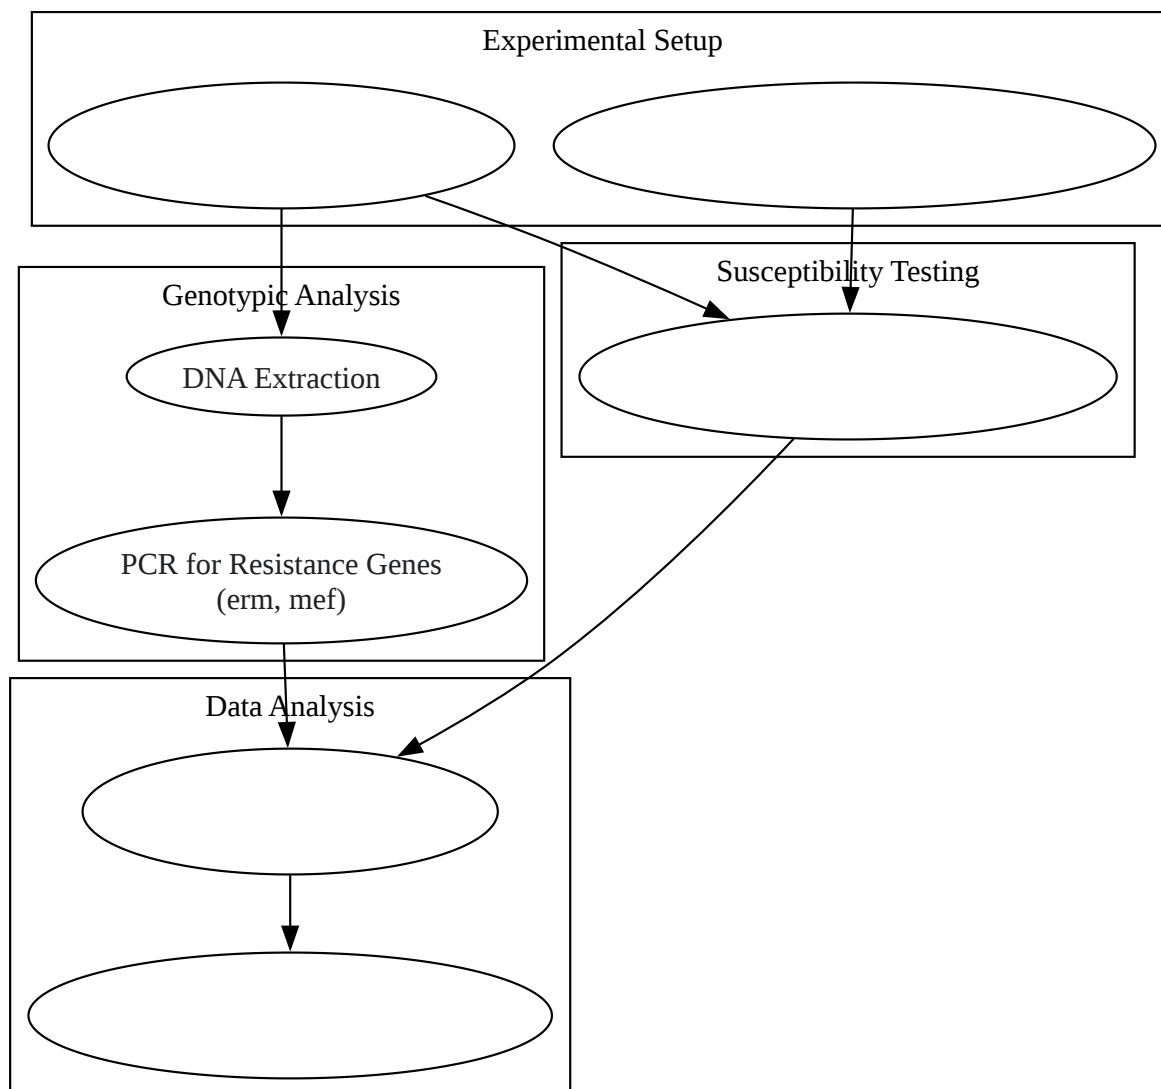 Experimental Setup
Susceptibility Testing
Genotypic Analysis
DNA Extraction
PCR for Resistance Genes
(erm, mef)
Data Analysis